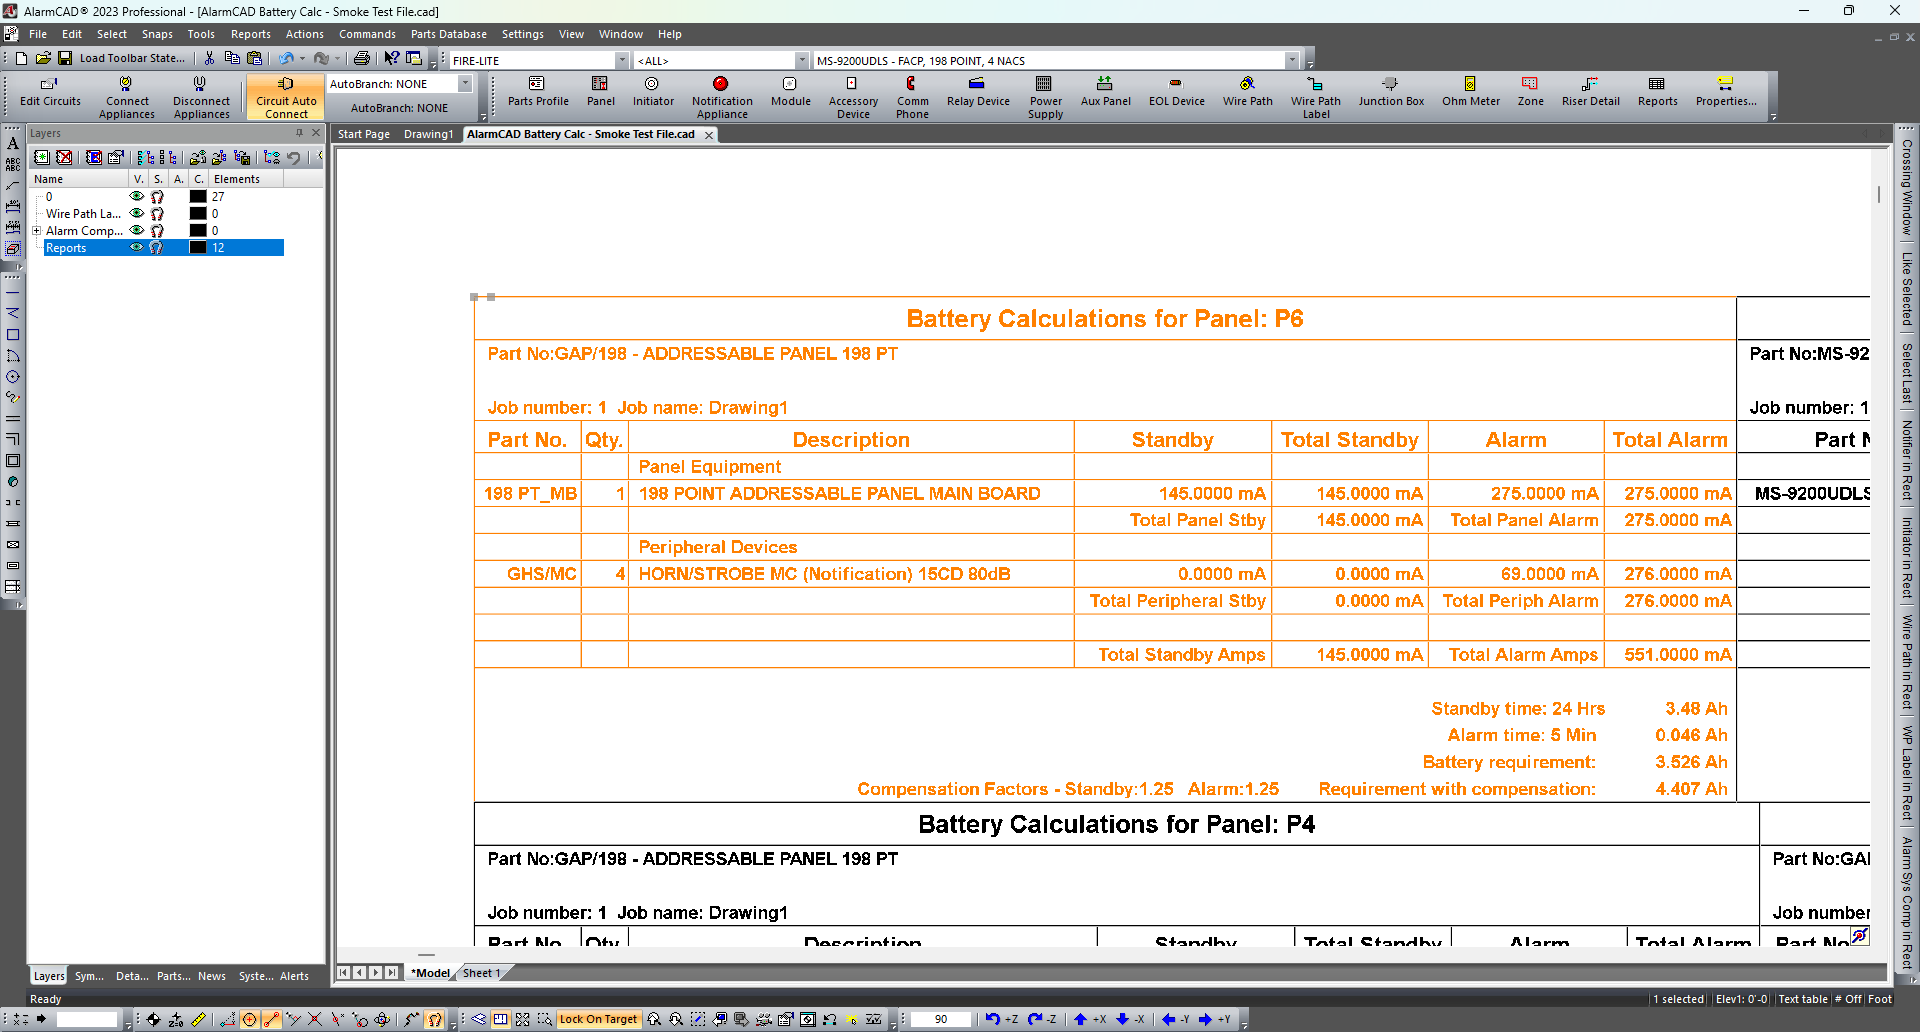 AlarmCAD® 2023 Professional - [AlarmCAD Battery Calc - Smoke Test File.cad]
File Edit Select Snaps Tools Reports Actions Commands Parts Database Settings View Window Help
Load Toolbar State... FIRE-LITE <ALL> MS-9200UDLS - FACP, 198 POINT, 4 NACS
Edit Circuits
Connect Appliances
Disconnect Appliances
Circuit Auto Connect
AutoBranch: NONE
AutoBranch: NONE
Parts Profile
Panel
Initiator
Notification Appliance
Module
Accessory Device
Comm Phone
Relay Device
Power Supply
Aux Panel
EOL Device
Wire Path
Wire Path Label
Junction Box
Ohm Meter
Zone
Riser Detail
Reports
Properties...
Layers
Start Page Drawing1 AlarmCAD Battery Calc - Smoke Test File.cad
Name V. S. A. C. Elements
0 27
Wire Path La... 0
Alarm Comp... 0
Reports 12
A
ABC
ABC
Battery Calculations for Panel: P6
Part No:GAP/198 - ADDRESSABLE PANEL 198 PT
Job number: 1 Job name: Drawing1
Part No. Qty. Description Standby Total Standby Alarm Total Alarm
Panel Equipment
198 PT_MB 1 198 POINT ADDRESSABLE PANEL MAIN BOARD 145.0000 mA 145.0000 mA 275.0000 mA 275.0000 mA
Total Panel Stby 145.0000 mA Total Panel Alarm 275.0000 mA
Peripheral Devices
GHS/MC 4 HORN/STROBE MC (Notification) 15CD 80dB 0.0000 mA 0.0000 mA 69.0000 mA 276.0000 mA
Total Peripheral Stby 0.0000 mA Total Periph Alarm 276.0000 mA
Total Standby Amps 145.0000 mA Total Alarm Amps 551.0000 mA
Standby time: 24 Hrs 3.48 Ah
Alarm time: 5 Min 0.046 Ah
Battery requirement: 3.526 Ah
Compensation Factors - Standby:1.25 Alarm:1.25 Requirement with compensation: 4.407 Ah
Part No:MS-92
Job number: 1
Part N
MS-9200UDLS
Battery Calculations for Panel: P4
Part No:GAP/198 - ADDRESSABLE PANEL 198 PT
Job number: 1 Job name: Drawing1
Part No. Qty. Description Standby Total Standby Alarm Total Alarm
Part No:GA
Job number
Part No
Crossing Window
Like Selected
Select Last
Notifier in Rect
Initiator in Rect
Wire Path in Rect
WP Label in Rect
Alarm Sys Comp in Rect
Layers Sym... Deta... Parts... News Syste... Alerts
*Model Sheet 1
Ready 1 selected Elev1: 0'-0 Text table # Off Foot
Lock On Target 90 +Z -Z +X -X -Y +Y